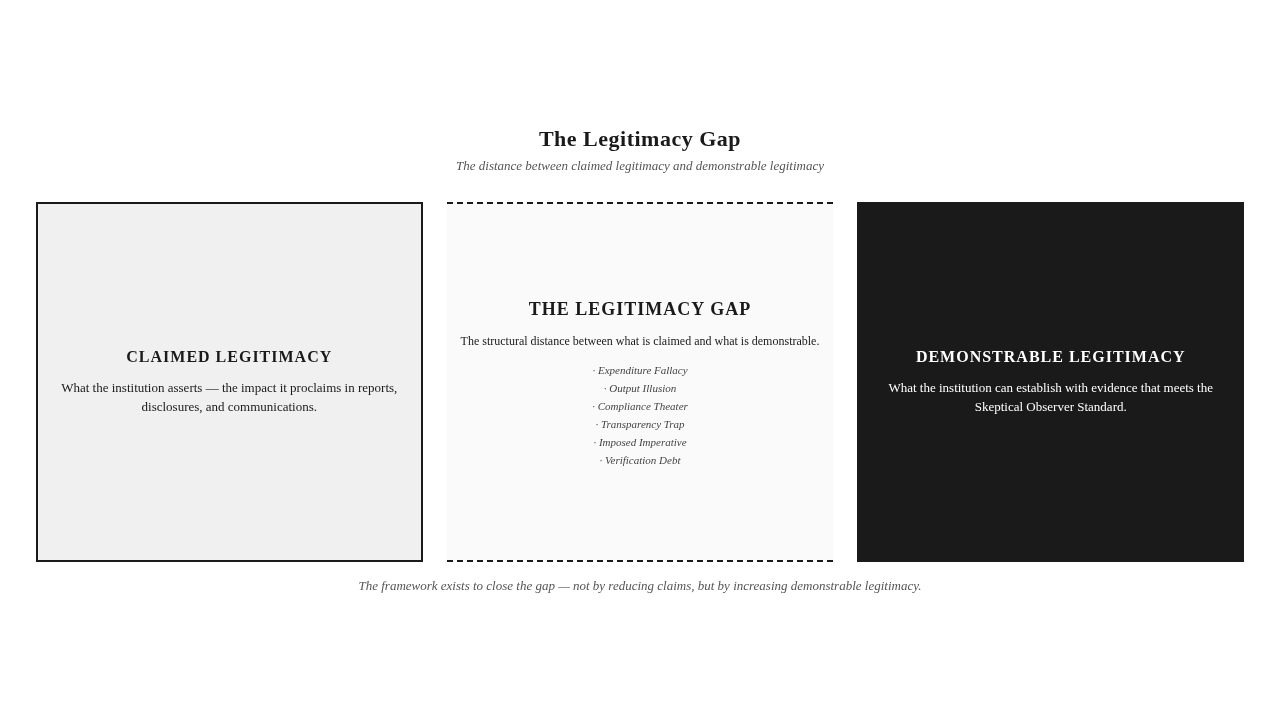 The Legitimacy Gap
The distance between claimed legitimacy and demonstrable legitimacy
CLAIMED LEGITIMACY
What the institution asserts — the impact it proclaims in reports,
disclosures, and communications.
THE LEGITIMACY GAP
The structural distance between what is claimed and what is demonstrable.
· Expenditure Fallacy
· Output Illusion
· Compliance Theater
· Transparency Trap
· Imposed Imperative
· Verification Debt
DEMONSTRABLE LEGITIMACY
What the institution can establish with evidence that meets the
Skeptical Observer Standard.
The framework exists to close the gap — not by reducing claims, but by increasing demonstrable legitimacy.